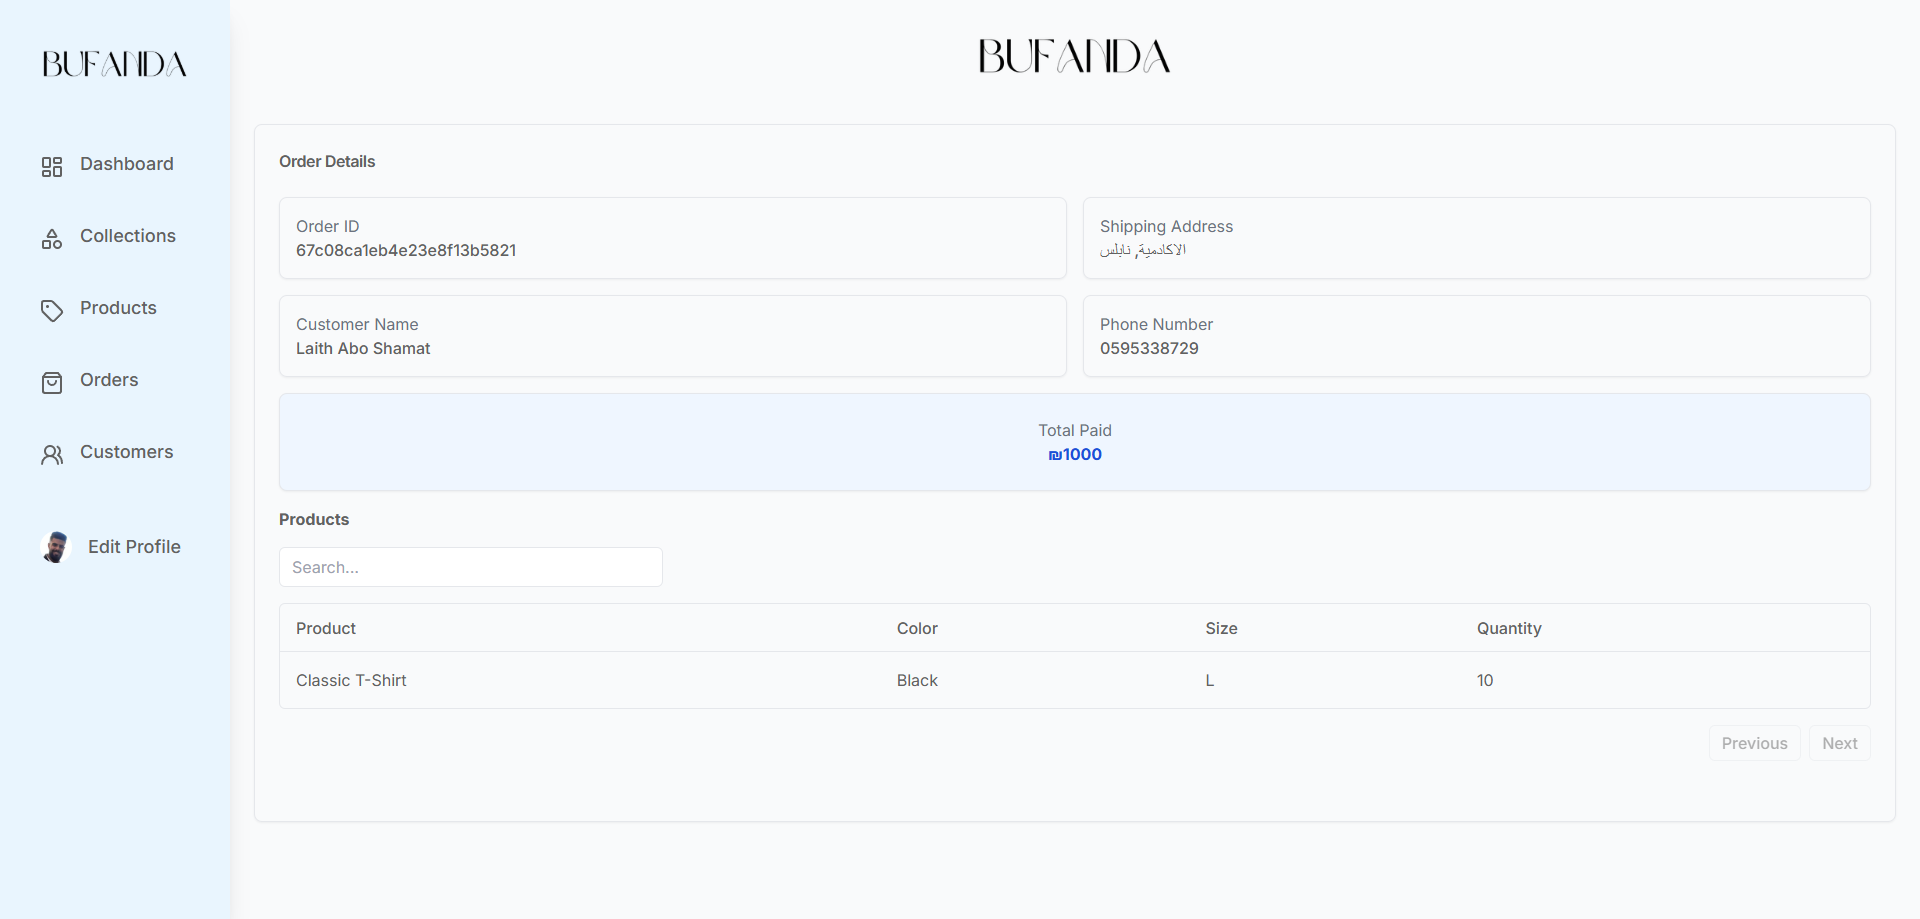 BUFANDA
Dashboard
Collections
Products
Orders
Customers
Edit Profile
BUFANDA
Order Details
Order ID
67c08ca1eb4e23e8f13b5821
Shipping Address
الاكادمية, نابلس
Customer Name
Laith Abo Shamat
Phone Number
0595338729
Total Paid
₪1000
Products
Search...
Product Color Size Quantity
Classic T-Shirt Black L 10
Previous Next